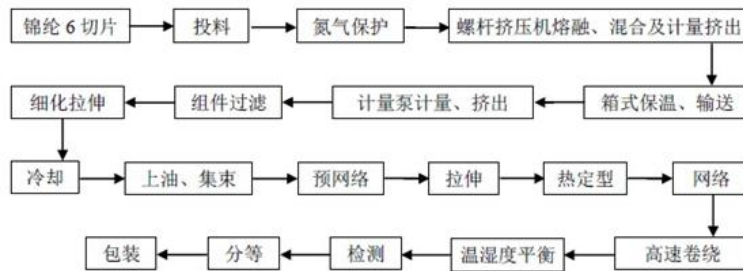 锦纶 6 切片
投料
氮气保护
螺杆挤压机熔融、混合及计量挤出
箱式保温、输送
计量泵计量、挤出
组件过滤
细化拉伸
冷却
上油、集束
预网络
拉伸
热定型
网络
高速卷绕
温湿度平衡
检测
分等
包装